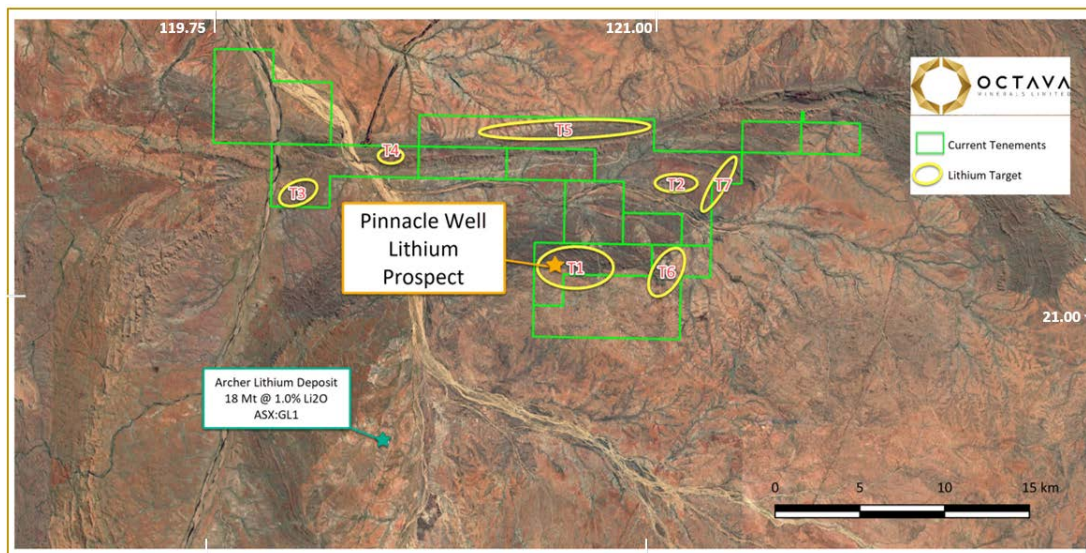 119.75
121.00
OCTAVA
MINERALS LIMITED
Current Tenements
Lithium Target
T5
T4
T3
T2
T7
Pinnacle Well
Lithium
Prospect
T1
T6
21.00
Archer Lithium Deposit
18 Mt @ 1.0% Li2O
ASX:GL1
0 5 10 15 km